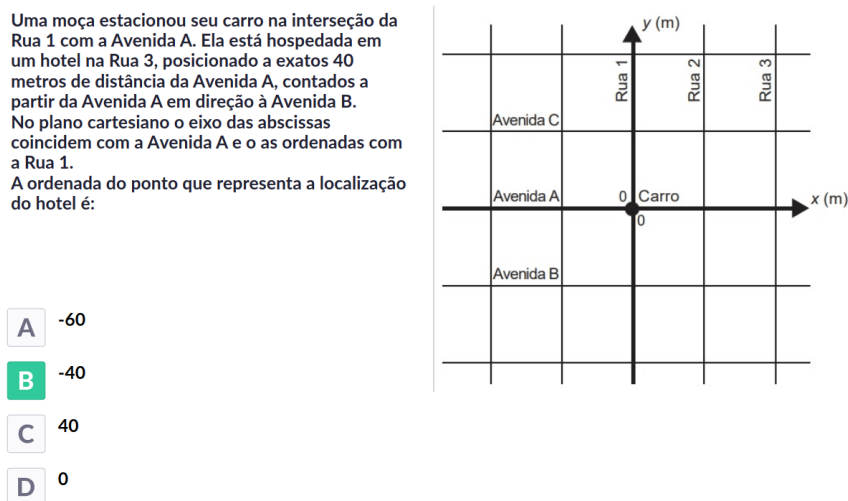 Uma moça estacionou seu carro na interseção da
Rua 1 com a Avenida A. Ela está hospedada em
um hotel na Rua 3, posicionado a exatos 40
metros de distância da Avenida A, contados a
partir da Avenida A em direção à Avenida B.
No plano cartesiano o eixo das abscissas
coincidem com a Avenida A e o as ordenadas com
a Rua 1.
A ordenada do ponto que representa a localização
do hotel é:
A -60
B -40
C 40
D 0
y (m)
Rua 1
Rua 2
Rua 3
Avenida C
Avenida A
0 Carro
x (m)
0
Avenida B